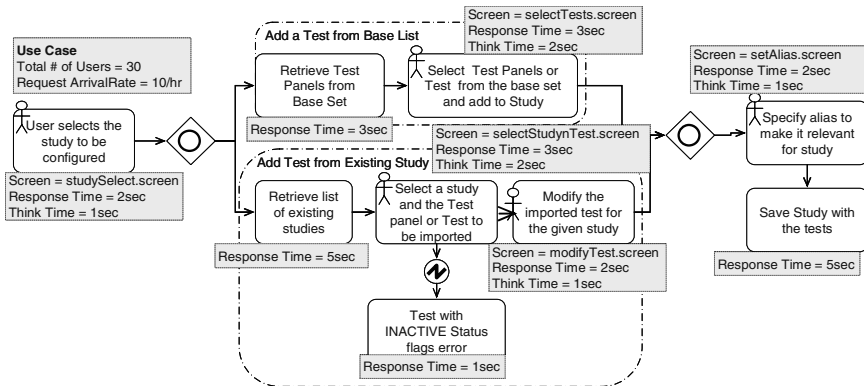 Use Case
Total # of Users = 30
Request ArrivalRate = 10/hr
User selects the
study to be
configured
Screen = studySelect.screen
Response Time = 2sec
Think Time = 1sec
Add a Test from Base List
Retrieve Test
Panels from
Base Set
Response Time = 3sec
Screen = selectTests.screen
Response Time = 3sec
Think Time = 2sec
Select Test Panels or
Test from the base set
and add to Study
Add Test from Existing Study
Retrieve list
of existing
studies
Response Time = 5sec
Screen = selectStudynTest.screen
Response Time = 3sec
Think Time = 2sec
Select a study
and the Test
panel or Test to
be imported
Modify the
imported test for
the given study
Screen = modifyTest.screen
Response Time = 2sec
Think Time = 1sec
Test with
INACTIVE Status
flags error
Response Time = 1sec
Screen = setAlias.screen
Response Time = 2sec
Think Time = 1sec
Specify alias to
make it relevant
for study
Save Study with
the tests
Response Time = 5sec